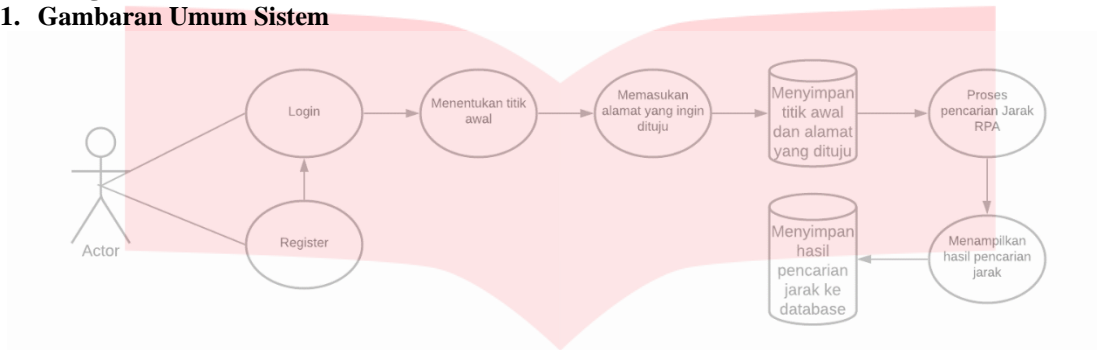 1. Gambaran Umum Sistem
Actor
Login
Register
Menentukan titik
awal
Memasukan
alamat yang ingin
dituju
Menyimpan
titik awal
dan alamat
yang dituju
Proses
pencarian Jarak
RPA
Menampilkan
hasil pencarian
jarak
Menyimpan
hasil
pencarian
jarak ke
database